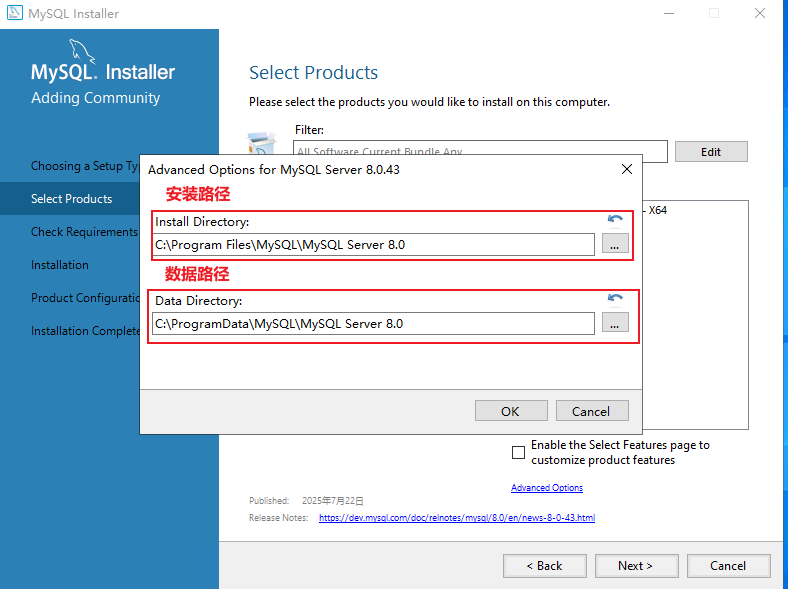 MySQL Installer
MySQL. Installer
Adding Community
Choosing a Setup Ty
Select Products
Check Requirements
Installation
Product Configuratio
Installation Complete
Select Products
Please select the products you would like to install on this computer.
Filter:
All Software,Current Bundle,Any
Edit
- X64
Advanced Options for MySQL Server 8.0.43
安装路径
Install Directory:
C:\Program Files\MySQL\MySQL Server 8.0
...
数据路径
Data Directory:
C:\ProgramData\MySQL\MySQL Server 8.0
...
OK
Cancel
Enable the Select Features page to
customize product features
Advanced Options
Published: 2025年7月22日
Release Notes: https://dev.mysql.com/doc/relnotes/mysql/8.0/en/news-8-0-43.html
< Back
Next >
Cancel